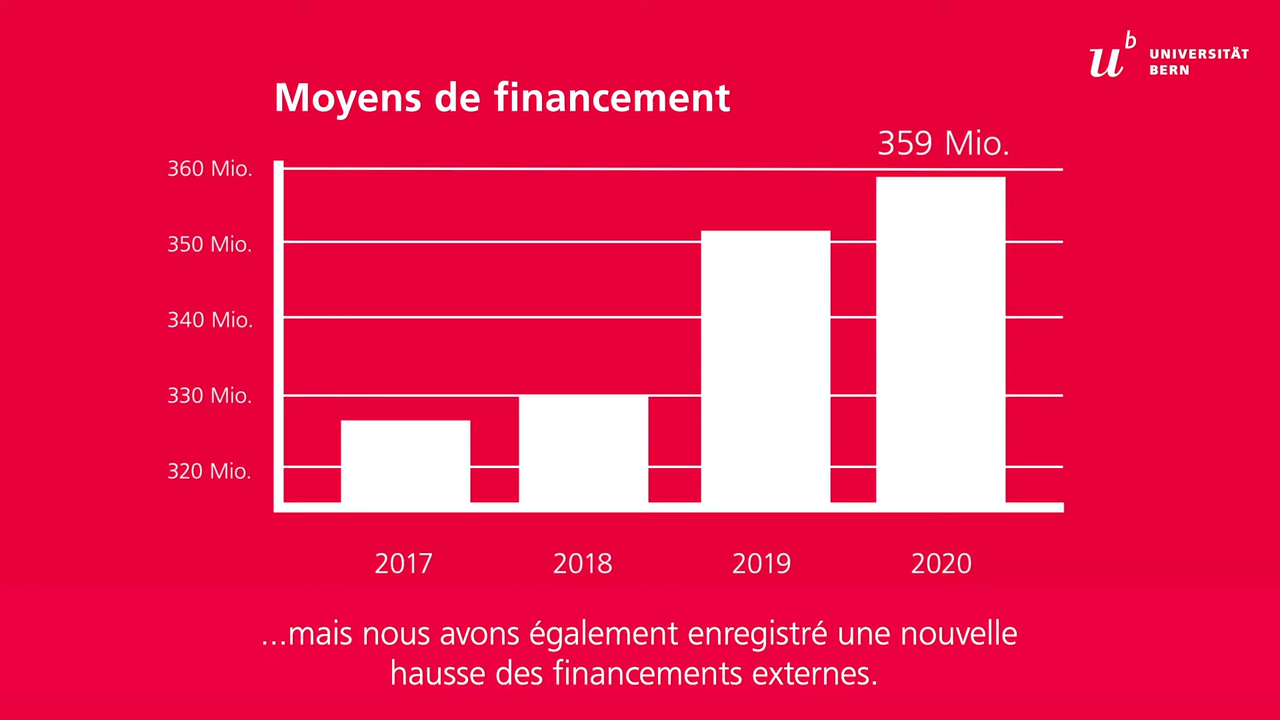 u b UNIVERSITÄT
BERN
Moyens de financement
359 Mio.
360 Mio.
350 Mio.
340 Mio.
330 Mio.
320 Mio.
2017 2018 2019 2020
...mais nous avons également enregistré une nouvelle
hausse des financements externes.